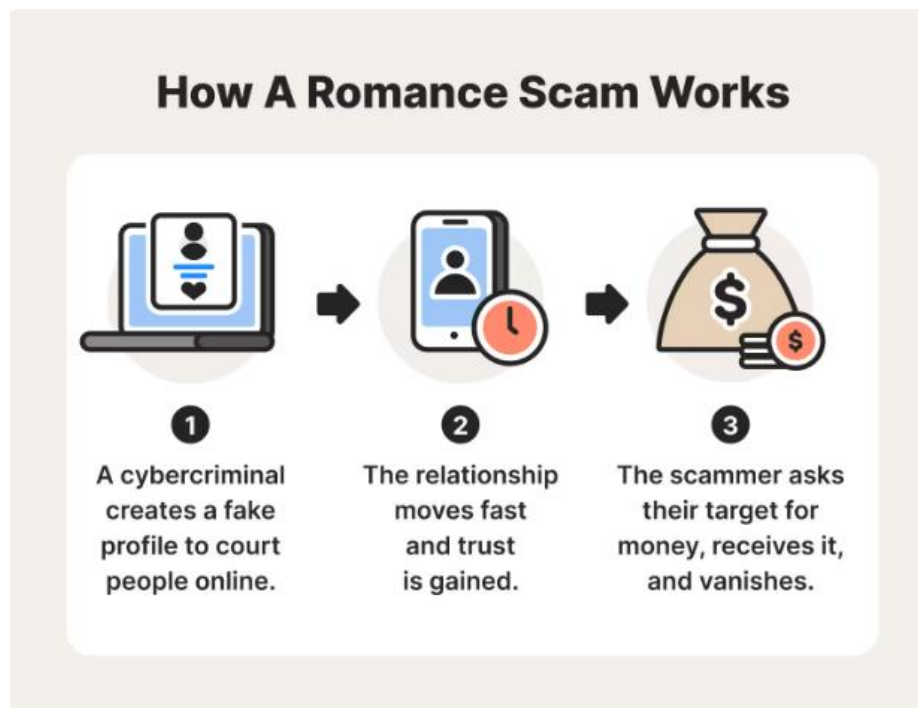 How A Romance Scam Works
$
$
1
A cybercriminal
creates a fake
profile to court
people online.
2
The relationship
moves fast
and trust
is gained.
3
The scammer asks
their target for
money, receives it,
and vanishes.